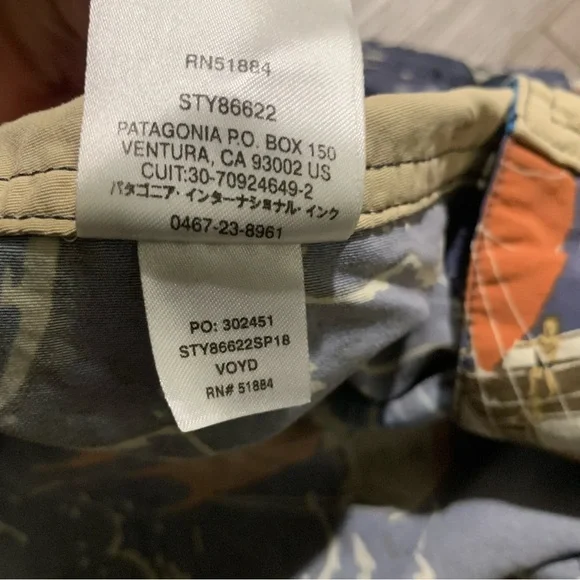 RN51884
STY86622
PATAGONIA P.O. BOX 150
VENTURA, CA 93002 US
CUIT:30-70924649-2
パタゴニア・インターナショナル・インク
0467-23-8961
PO: 302451
STY86622SP18
VOYD
RN# 51884